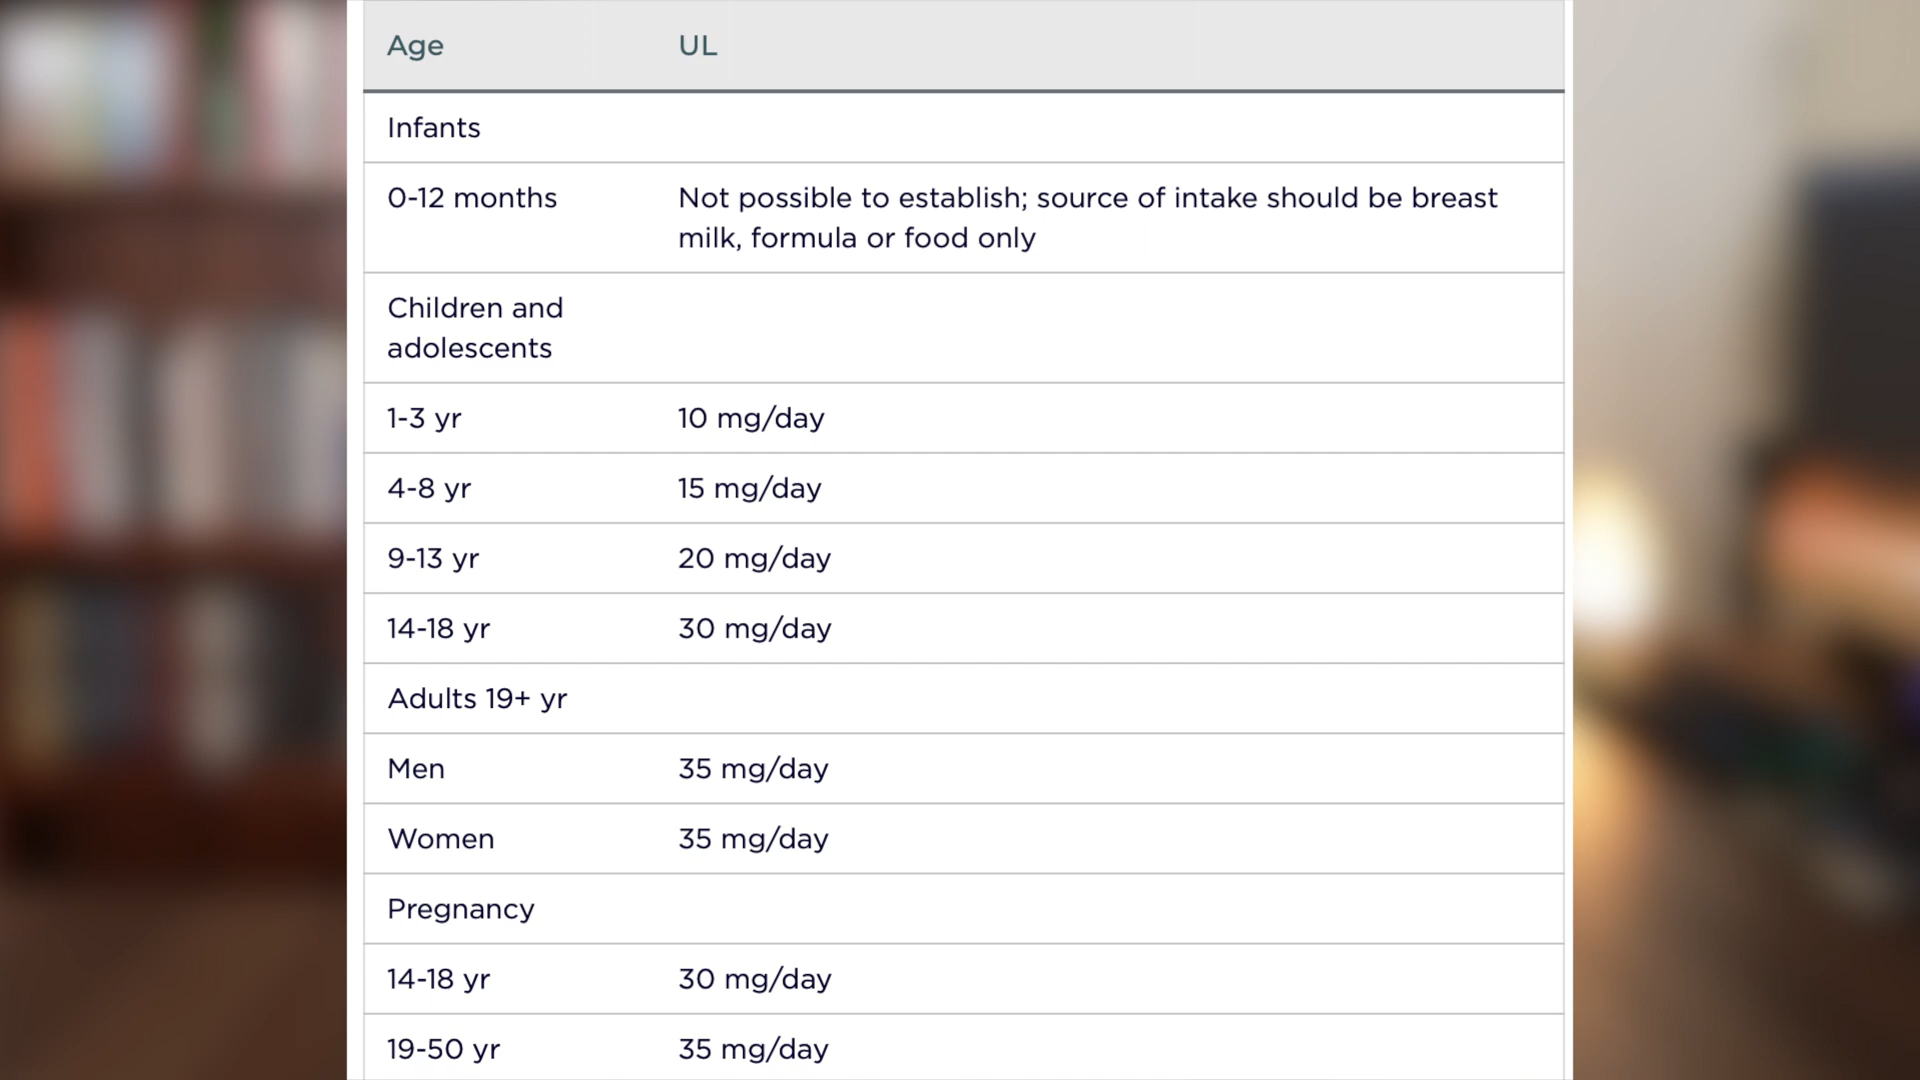 Age UL
Infants
0-12 months Not possible to establish; source of intake should be breast
milk, formula or food only
Children and
adolescents
1-3 yr 10 mg/day
4-8 yr 15 mg/day
9-13 yr 20 mg/day
14-18 yr 30 mg/day
Adults 19+ yr
Men 35 mg/day
Women 35 mg/day
Pregnancy
14-18 yr 30 mg/day
19-50 yr 35 mg/day